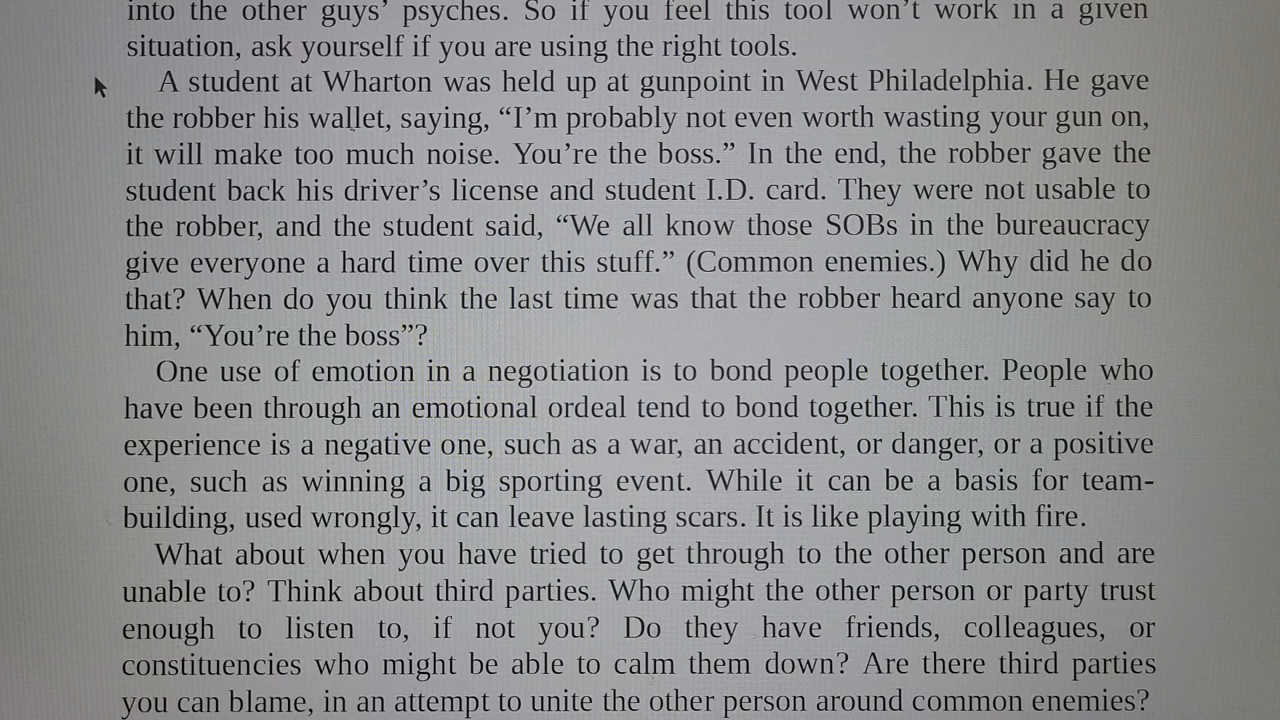 into the other guys’ psyches. So if you feel this tool won’t work in a given
situation, ask yourself if you are using the right tools.
A student at Wharton was held up at gunpoint in West Philadelphia. He gave
the robber his wallet, saying, “I’m probably not even worth wasting your gun on,
it will make too much noise. You’re the boss.” In the end, the robber gave the
student back his driver’s license and student I.D. card. They were not usable to
the robber, and the student said, “We all know those SOBs in the bureaucracy
give everyone a hard time over this stuff.” (Common enemies.) Why did he do
that? When do you think the last time was that the robber heard anyone say to
him, “You’re the boss”?
One use of emotion in a negotiation is to bond people together. People who
have been through an emotional ordeal tend to bond together. This is true if the
experience is a negative one, such as a war, an accident, or danger, or a positive
one, such as winning a big sporting event. While it can be a basis for team-
building, used wrongly, it can leave lasting scars. It is like playing with fire.
What about when you have tried to get through to the other person and are
unable to? Think about third parties. Who might the other person or party trust
enough to listen to, if not you? Do they have friends, colleagues, or
constituencies who might be able to calm them down? Are there third parties
you can blame, in an attempt to unite the other person around common enemies?